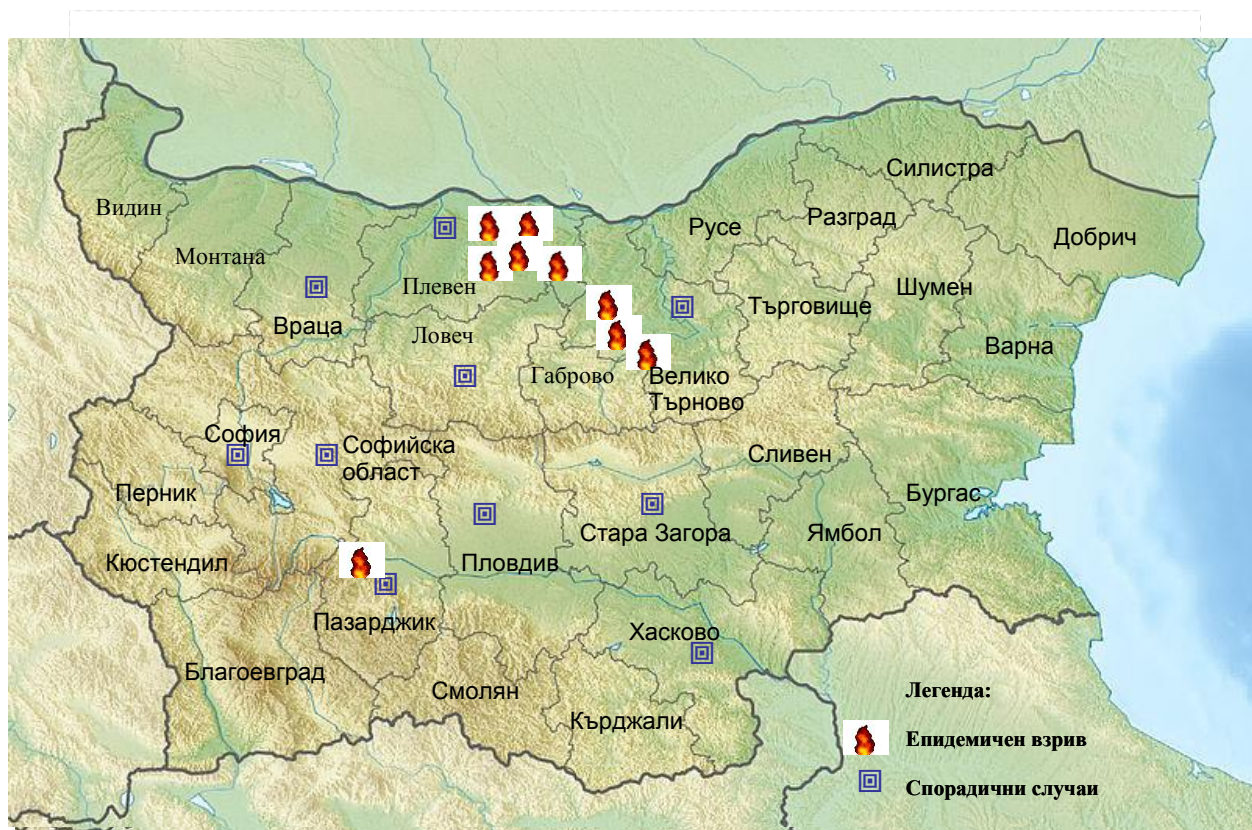 Силистра
Видин
Разград
Русе
Добрич
Монтана
Плевен
Шумен
Търговище
Враца
Ловеч
Варна
Габрово
Велико
Търново
София
Софийска
област
Сливен
Перник
Бургас
Стара Загора
Ямбол
Кюстендил
Пловдив
Пазарджик
Хасково
Благоевград
Смолян
Кърджали
Легенда:
Епидемичен взрив
Спорадични случаи